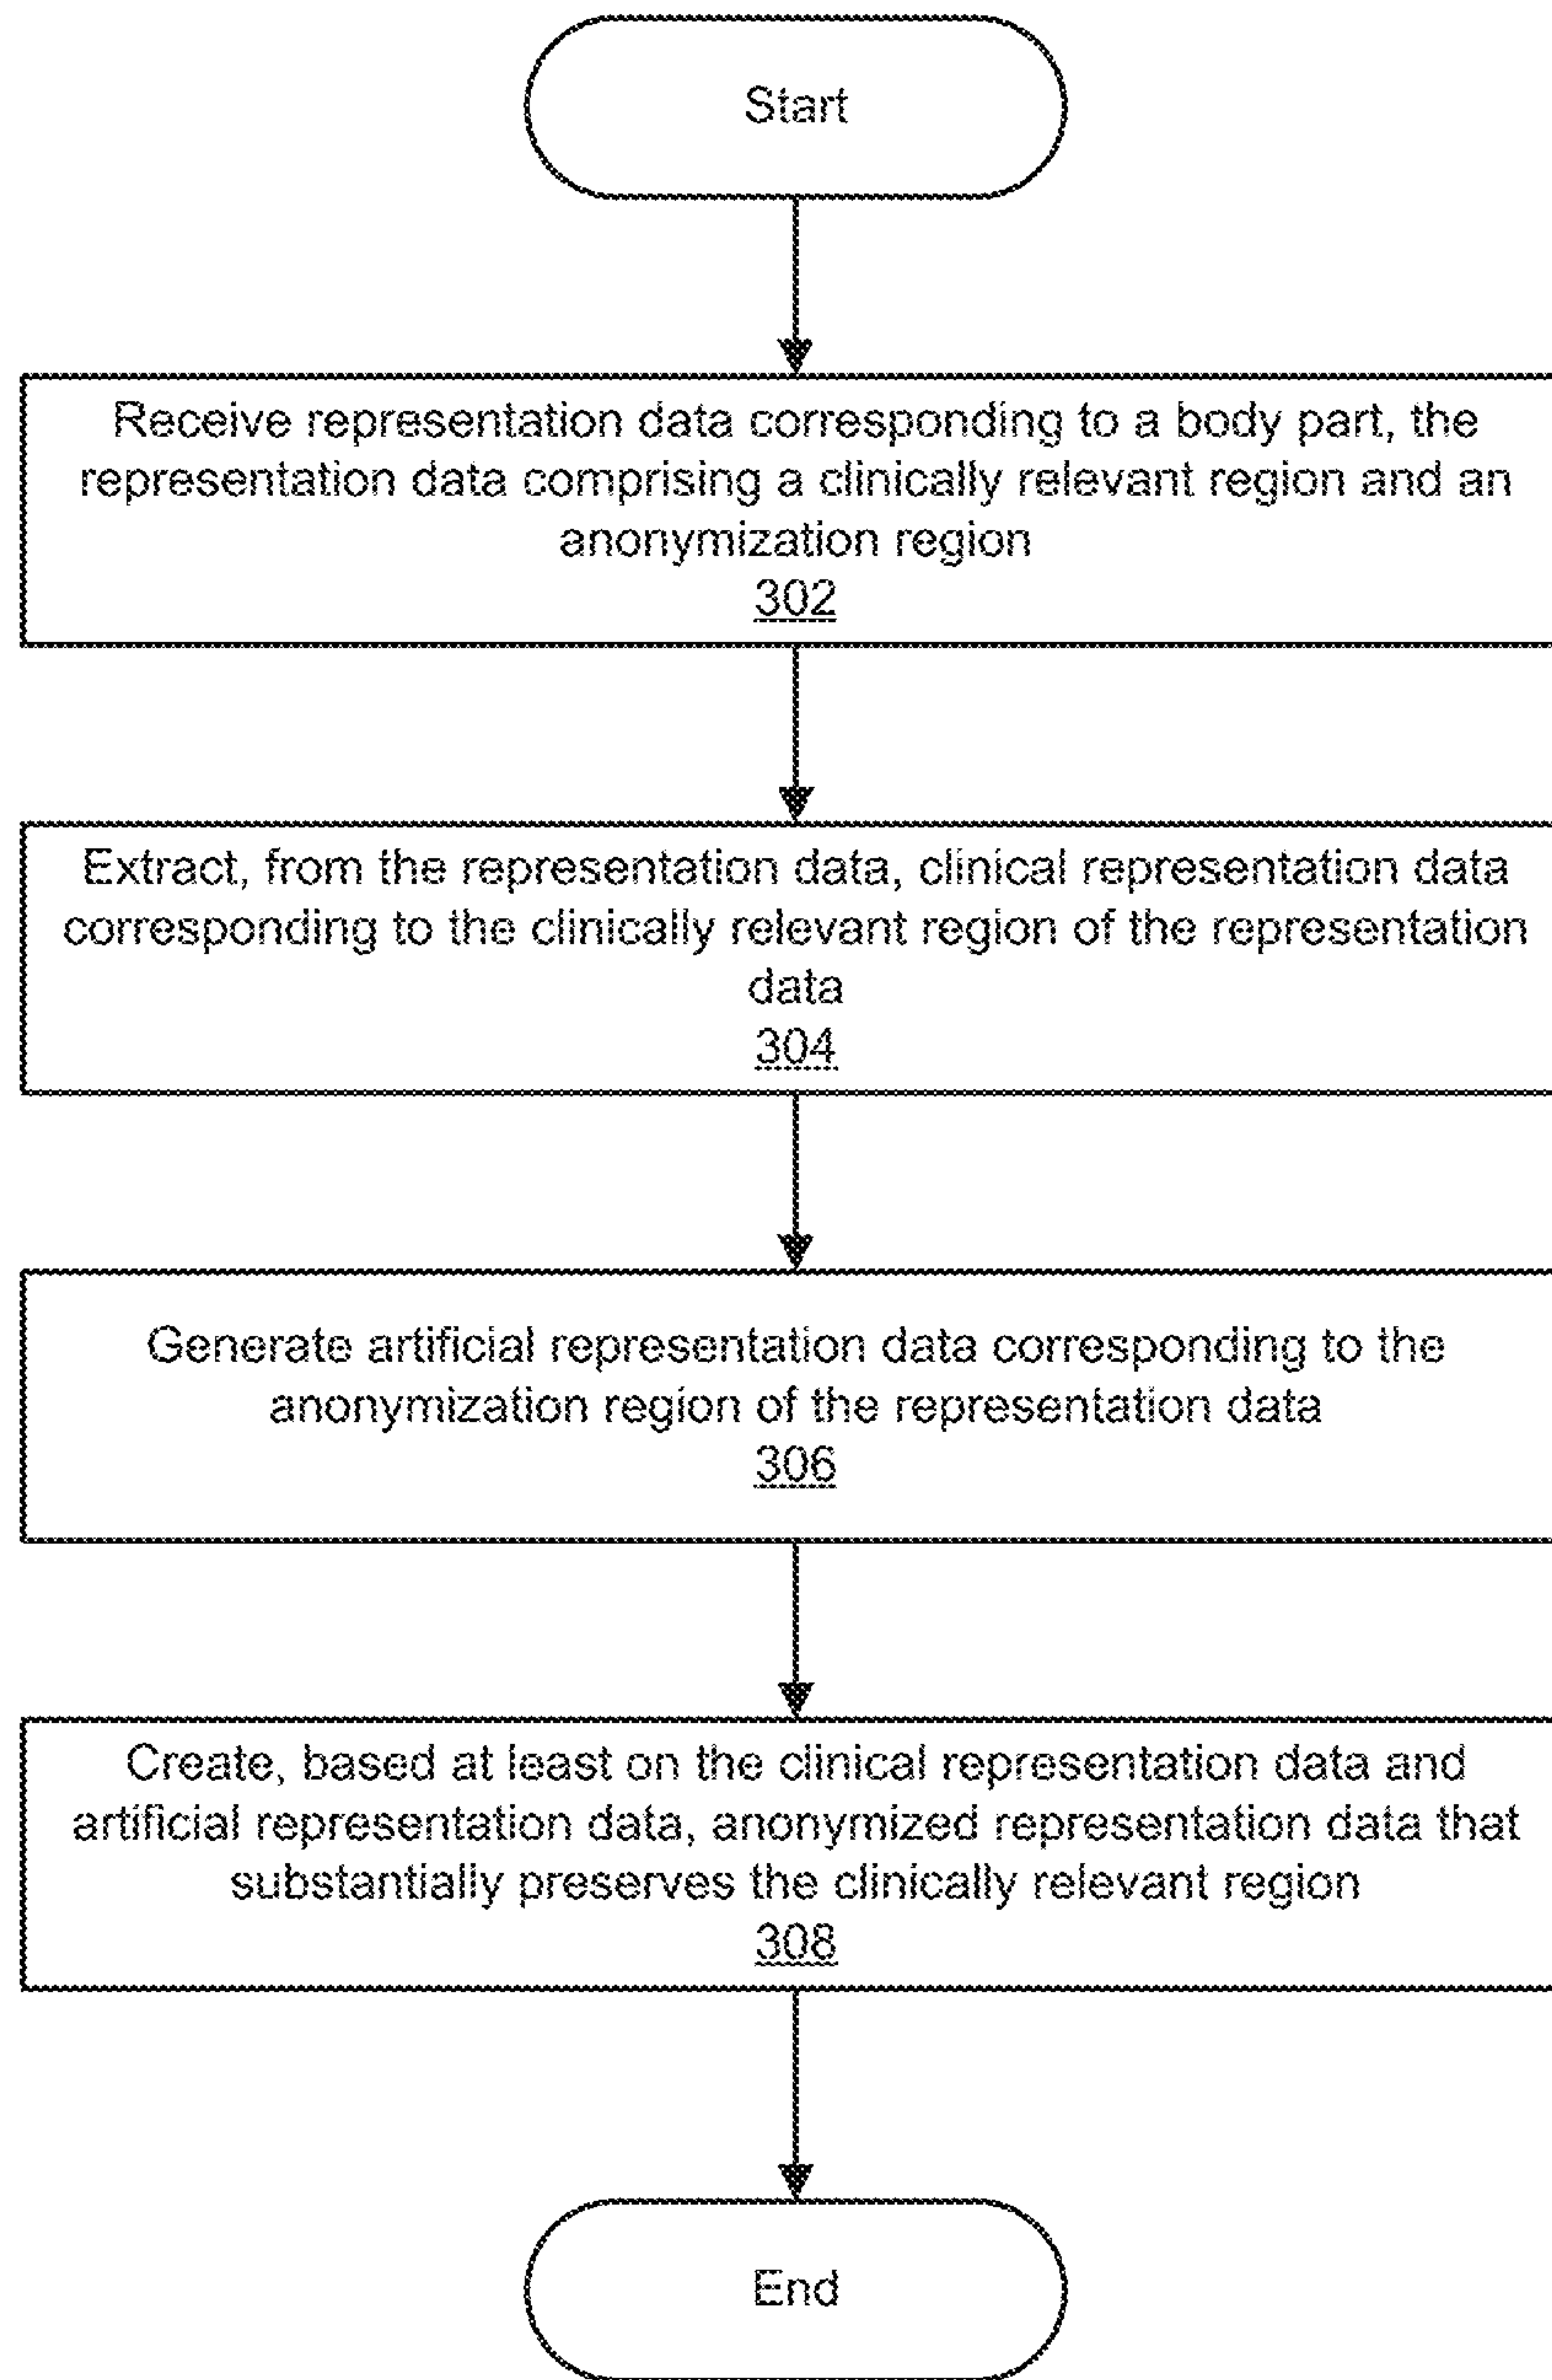 Start
Receive representation data corresponding to a body part, the
representation data comprising a clinically relevant region and an
anonymization region
302
Extract, from the representation data, clinical representation data
corresponding to the clinically relevant region of the representation
data
304
Generate artificial representation data corresponding to the
anonymization region of the representation data
306
Create, based at least on the clinical representation data and
artificial representation data, anonymized representation data that
substantially preserves the clinically relevant region
308
End